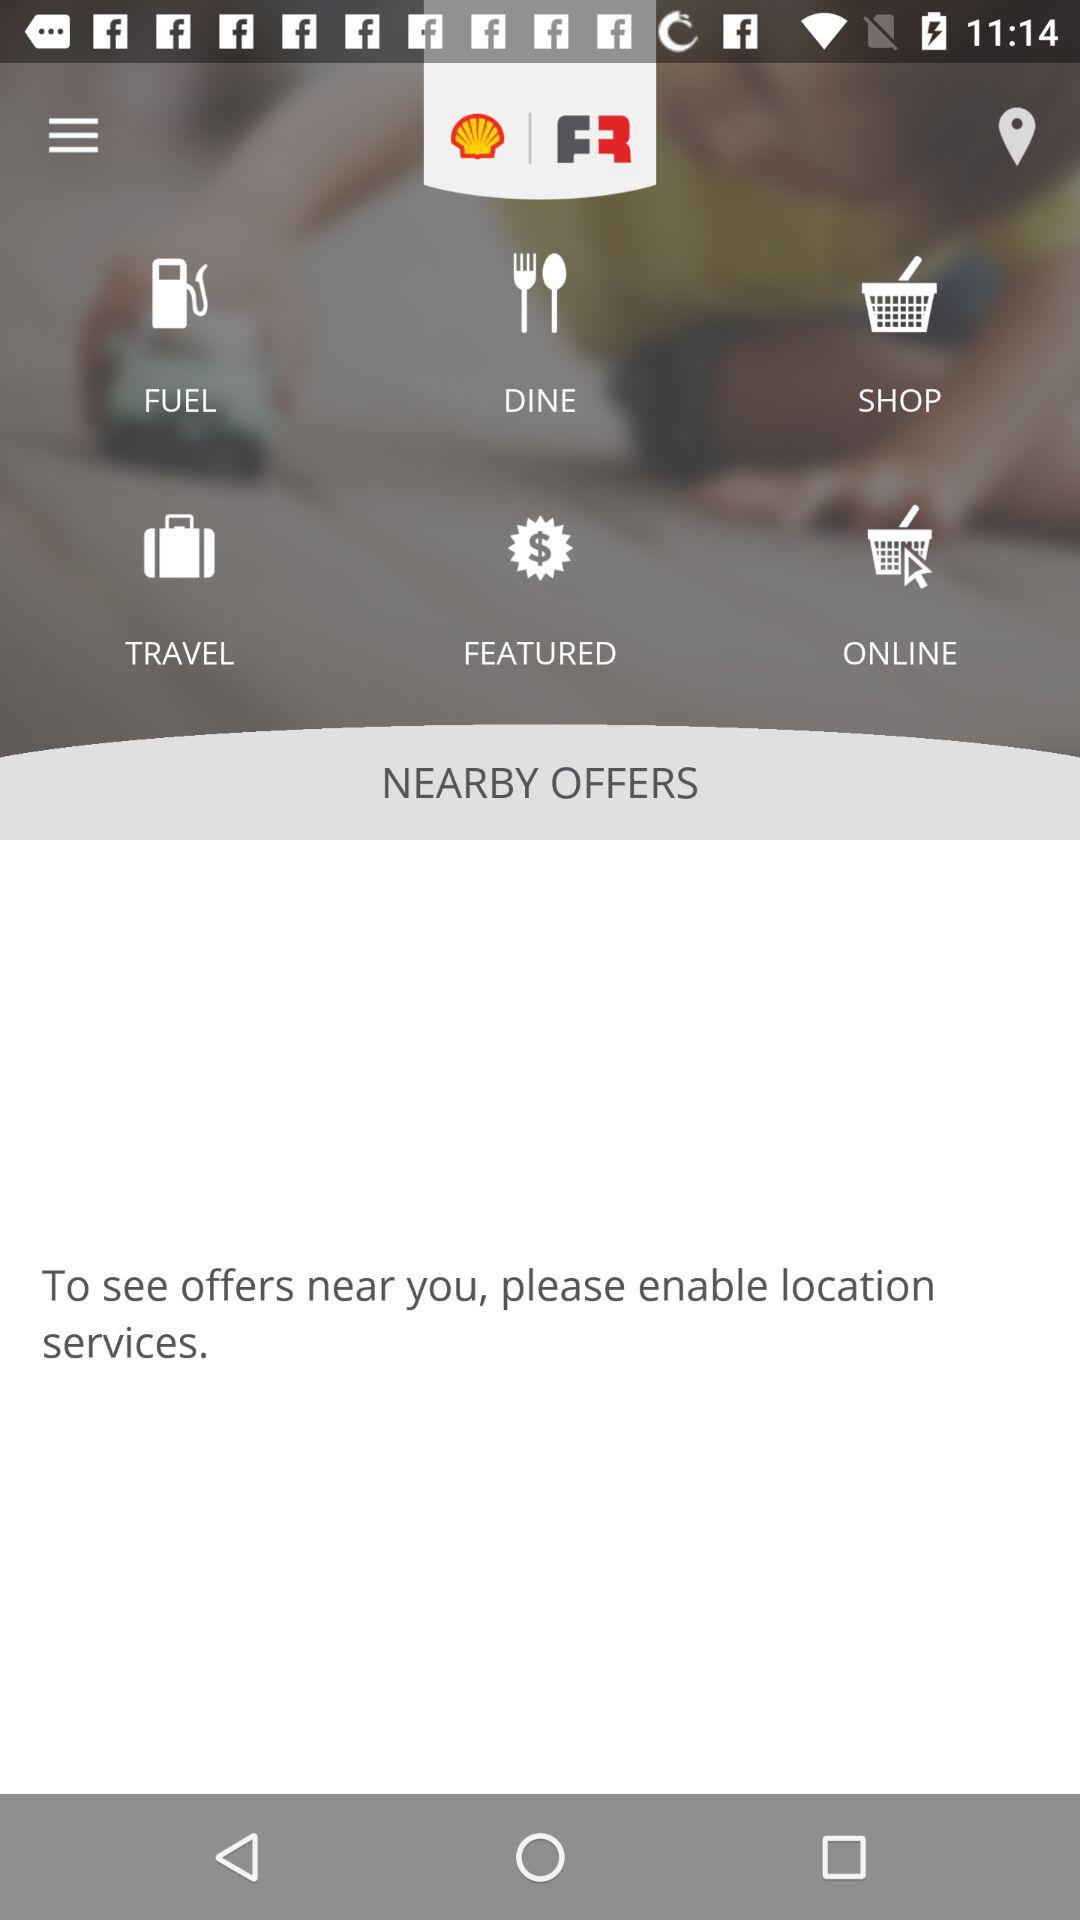 11:14
FR
FUEL DINE SHOP
$
TRAVEL FEATURED ONLINE
NEARBY OFFERS
To see offers near you, please enable location
services.